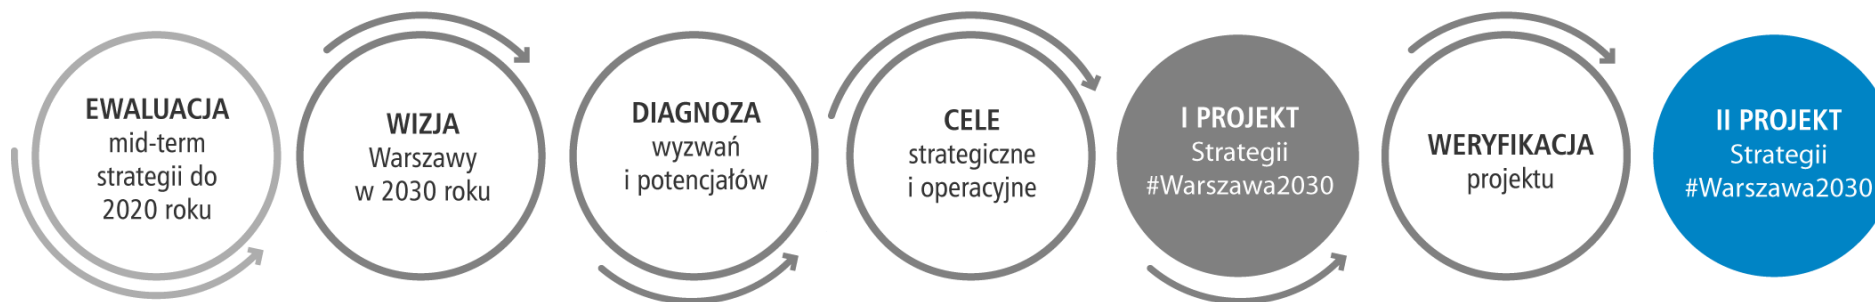 EWALUACJA
mid-term
strategii do
2020 roku
WIZJA
Warszawy
w 2030 roku
DIAGNOZA
wyzwań
i potencjałów
CELE
strategiczne
i operacyjne
I PROJEKT
Strategii
#Warszawa2030
WERYFIKACJA
projektu
II PROJEKT
Strategii
#Warszawa2030